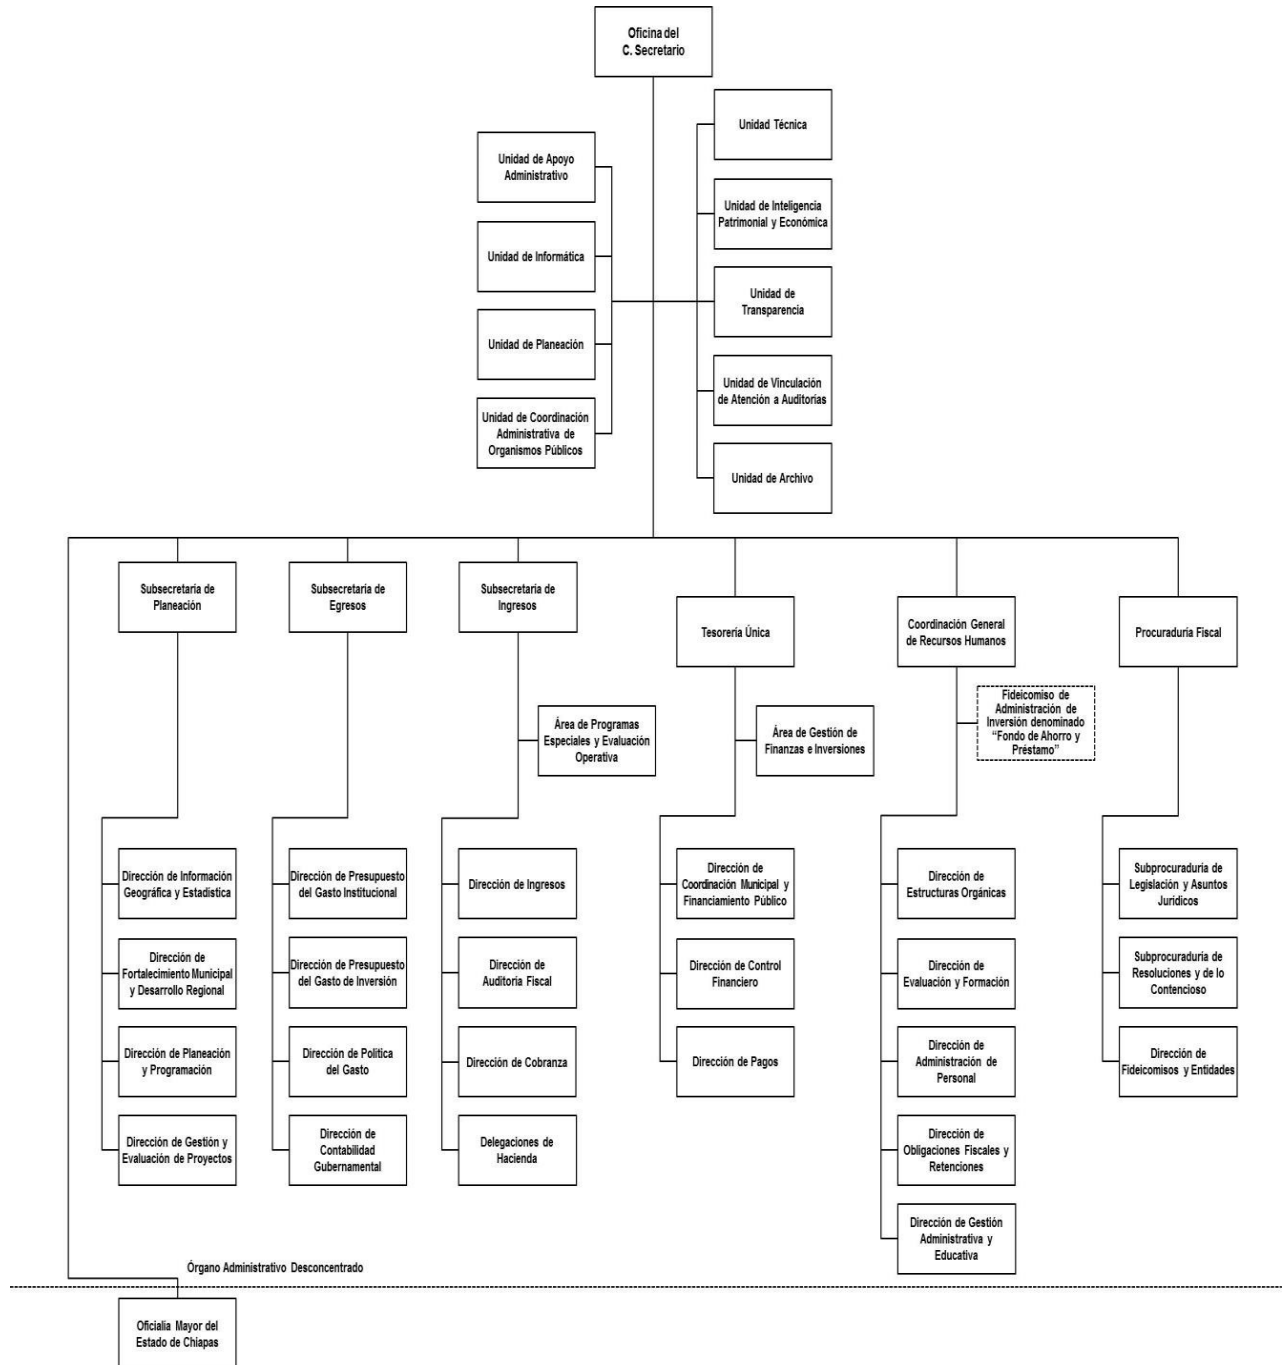 Oficina del
C. Secretario
Unidad Técnica
Unidad de Apoyo
Administrativo
Unidad de Inteligencia
Patrimonial y Económica
Unidad de Informática
Unidad de
Transparencia
Unidad de Planeación
Unidad de Vinculación
de Atención a Auditorías
Unidad de Coordinación
Administrativa de
Organismos Públicos
Unidad de Archivo
Subsecretaría de
Planeación
Subsecretaría de
Egresos
Subsecretaría de
Ingresos
Tesorería Única
Coordinación General
de Recursos Humanos
Procuraduría Fiscal
Área de Programas
Especiales y Evaluación
Operativa
Área de Gestión de
Finanzas e Inversiones
Fideicomiso de
Administración de
Inversión denominado
“Fondo de Ahorro y
Préstamo”
Dirección de Información
Geográfica y Estadística
Dirección de Presupuesto
del Gasto Institucional
Dirección de Ingresos
Dirección de
Coordinación Municipal y
Financiamiento Público
Dirección de
Estructuras Orgánicas
Subprocuraduría de
Legislación y Asuntos
Jurídicos
Dirección de
Fortalecimiento Municipal
y Desarrollo Regional
Dirección de Presupuesto
del Gasto de Inversión
Dirección de
Auditoría Fiscal
Dirección de Control
Financiero
Dirección de
Evaluación y Formación
Subprocuraduría de
Resoluciones y de lo
Contencioso
Dirección de Planeación
y Programación
Dirección de Política
del Gasto
Dirección de Cobranza
Dirección de Pagos
Dirección de
Administración de
Personal
Dirección de
Fideicomisos y Entidades
Dirección de Gestión y
Evaluación de Proyectos
Dirección de
Contabilidad
Gubernamental
Delegaciones de
Hacienda
Dirección de
Obligaciones Fiscales y
Retenciones
Dirección de Gestión
Administrativa y
Educativa
Órgano Administrativo Desconcentrado
Oficialía Mayor del
Estado de Chiapas